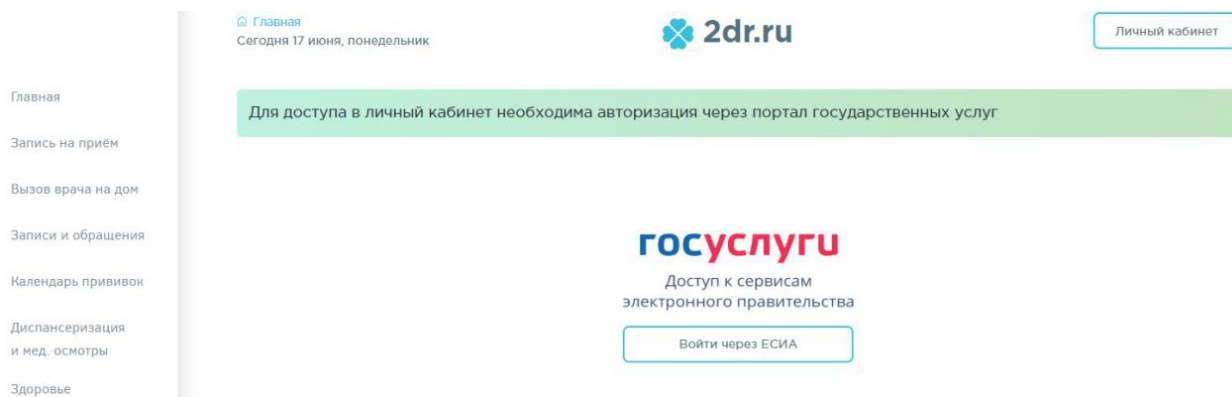 Главная
Сегодня 17 июня, понедельник
2dr.ru
Личный кабинет
Главная
Запись на приём
Вызов врача на дом
Записи и обращения
Календарь прививок
Диспансеризация
и мед. осмотры
Здоровье
Для доступа в личный кабинет необходима авторизация через портал государственных услуг
госуслуги
Доступ к сервисам
электронного правительства
Войти через ЕСИА